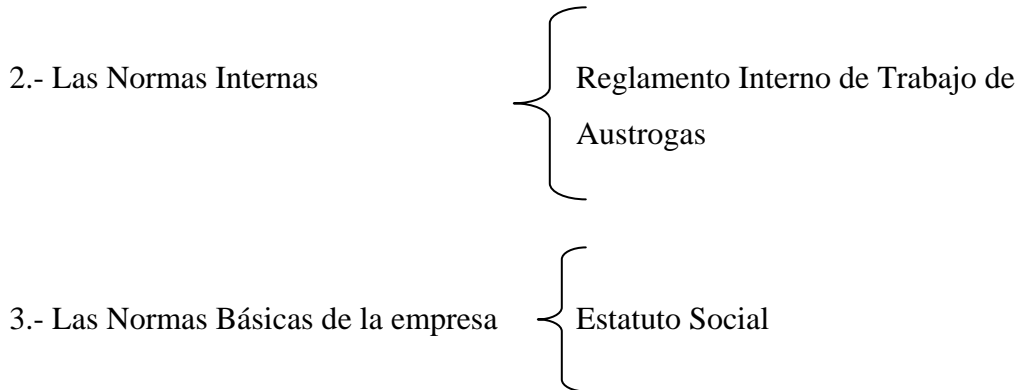 2.- Las Normas Internas
Reglamento Interno de Trabajo de
Austrogas
3.- Las Normas Básicas de la empresa
Estatuto Social